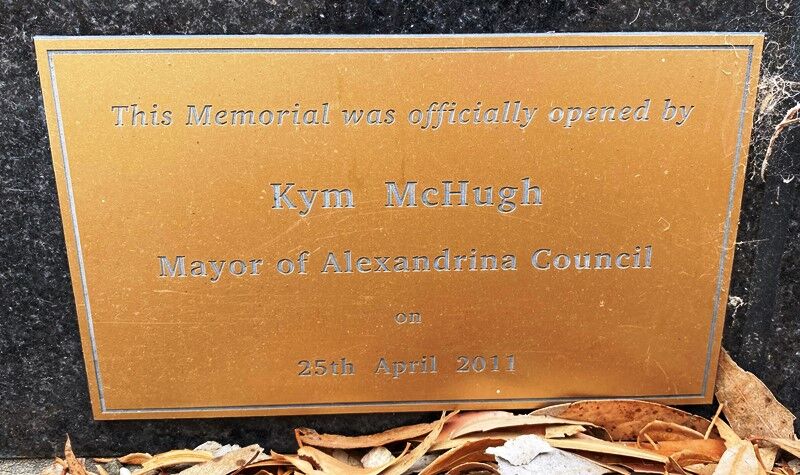 This Memorial was officially opened by
Kym McHugh
Mayor of Alexandrina Council
on
25th April 2011